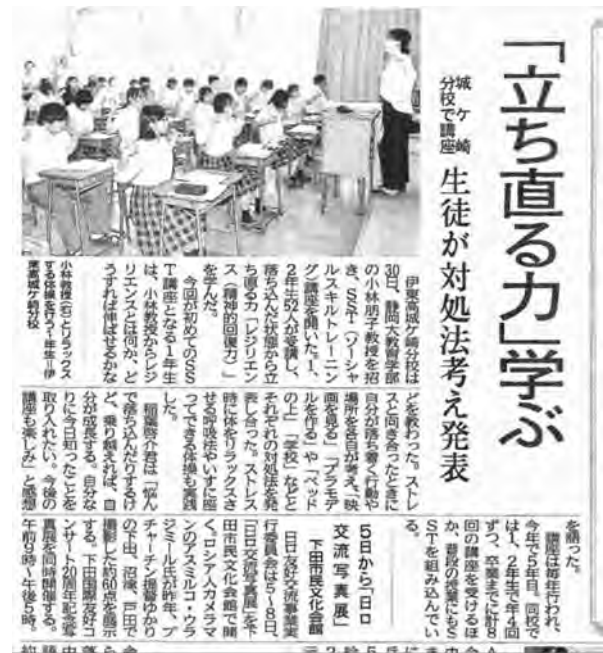 「立ち直る力」学ぶ
城ケ崎
分校で講座
生徒が対処法考え発表
小林教授(右)とリラックス
する体操を行う1年生＝伊
東高城ケ崎分校
伊東高城ケ崎分校は
30日、静岡大教育学部
の小林朋子教授を招
き、SST(ソーシャ
ルスキルトレーニン
グ)講座を開いた。1、
2年生52人が受講し、
落ち込んだ状態から立
ち直る力「レジリエン
ス(精神的回復力)」
を学んだ。
今回が初めてのSS
T講座となる1年生
は、小林教授からレジ
リエンスとは何か、ど
うすれば伸ばせるかな
どを教わった。ストレ
スと向き合ったときに
自分が落ち着く行動や
場所を各自が考え、「映
画を見る」「プラモデ
ルを作る」や「ベッド
の上」「学校」などと
それぞれの対処法を発
表し合った。ストレス
時に体をリラックスさ
せる呼吸法やいすに座
ってできる体操も実践
した。
稲葉啓介君は「悩ん
で落ち込んだりするけ
ど、乗り越えれば、自
分が成長する。自分な
りに今日知ったことを
取り入れたい。今後の
講座も楽しみ」と感想
を語った。
講座は毎年行われ、
今年で5年目。同校で
は1、2年生で年4回
ずつ、卒業までに計8
回の講座を受けるほ
か、普段の授業にもS
STを組み込んでい
る。
5日から「日ロ
交流写真展」
下田市民文化会館
日ロ友好交流事業実
行委員会は5〜8日、
「日ロ交流写真展」を下
田市民文化会館で開
く。ロシア人カメラマ
ンのアスミルコ・ウラ
ジミール氏が昨年、プ
チャーチン提督ゆかり
の下田、沼津、戸田で
撮影した約60点を展示
する。下田国際友好コ
ンサート20周年記念写
真展を同時開催する。
午前9時〜午後5時。